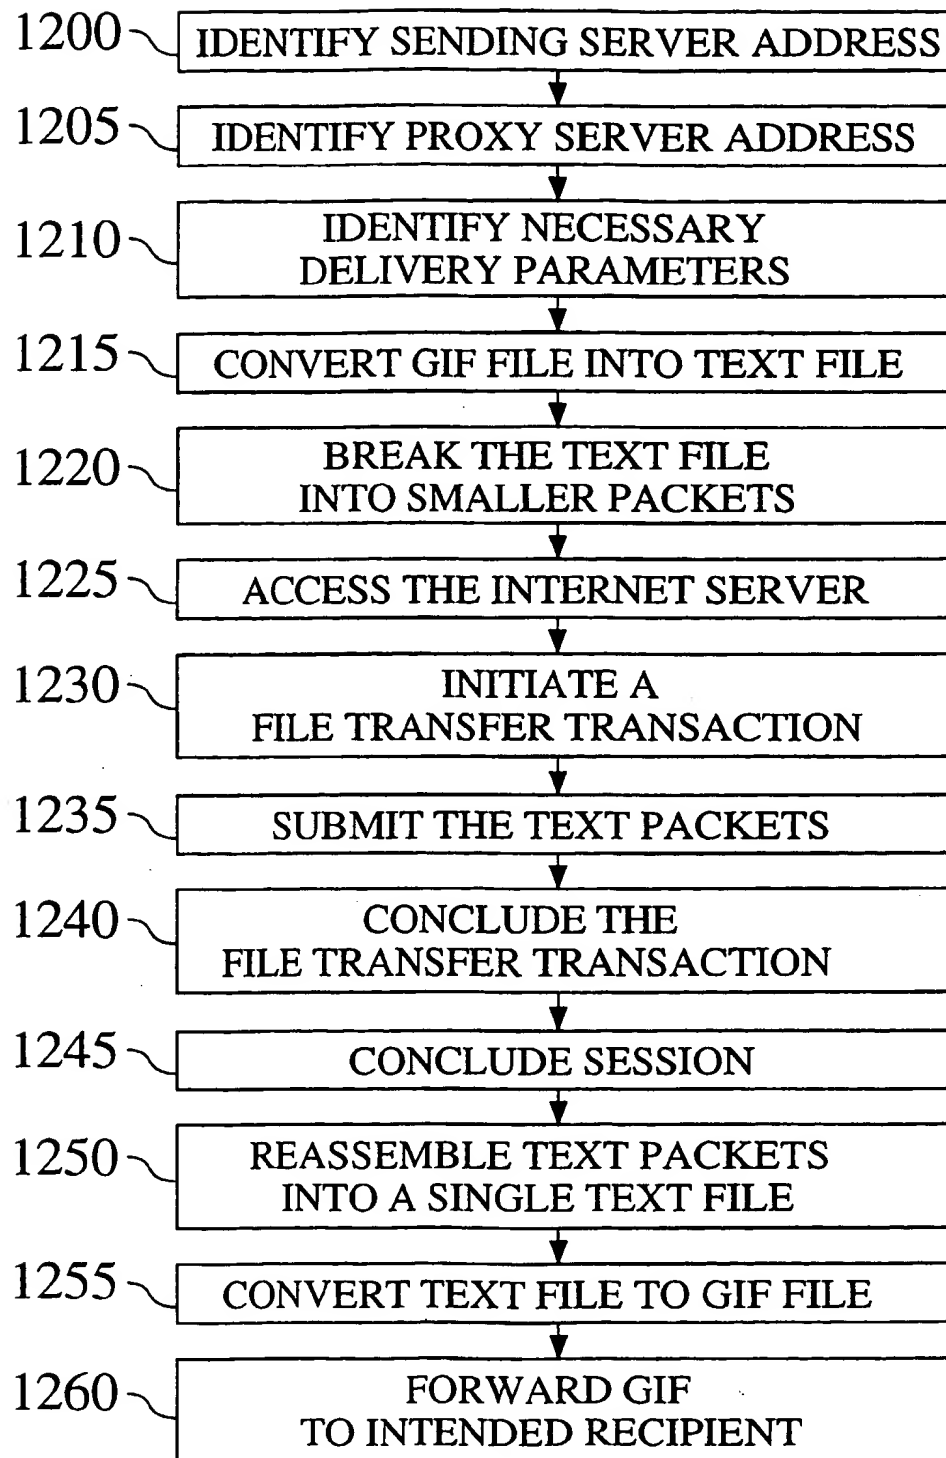 1200 IDENTIFY SENDING SERVER ADDRESS
1205 IDENTIFY PROXY SERVER ADDRESS
1210 IDENTIFY NECESSARY
DELIVERY PARAMETERS
1215 CONVERT GIF FILE INTO TEXT FILE
1220 BREAK THE TEXT FILE
INTO SMALLER PACKETS
1225 ACCESS THE INTERNET SERVER
1230 INITIATE A
FILE TRANSFER TRANSACTION
1235 SUBMIT THE TEXT PACKETS
1240 CONCLUDE THE
FILE TRANSFER TRANSACTION
1245 CONCLUDE SESSION
1250 REASSEMBLE TEXT PACKETS
INTO A SINGLE TEXT FILE
1255 CONVERT TEXT FILE TO GIF FILE
1260 FORWARD GIF
TO INTENDED RECIPIENT